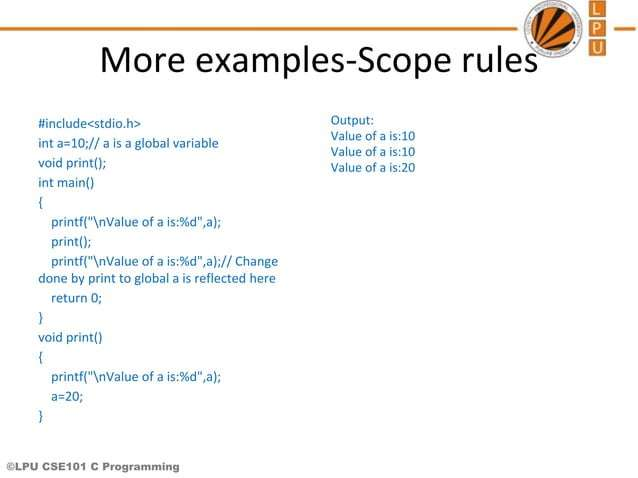 L
P
U
More examples-Scope rules
#include<stdio.h>
int a=10;// a is a global variable
void print();
int main()
{
printf("\nValue of a is:%d",a);
print();
printf("\nValue of a is:%d",a);// Change
done by print to global a is reflected here
return 0;
}
void print()
{
printf("\nValue of a is:%d",a);
a=20;
}
Output:
Value of a is:10
Value of a is:10
Value of a is:20
©LPU CSE101 C Programming